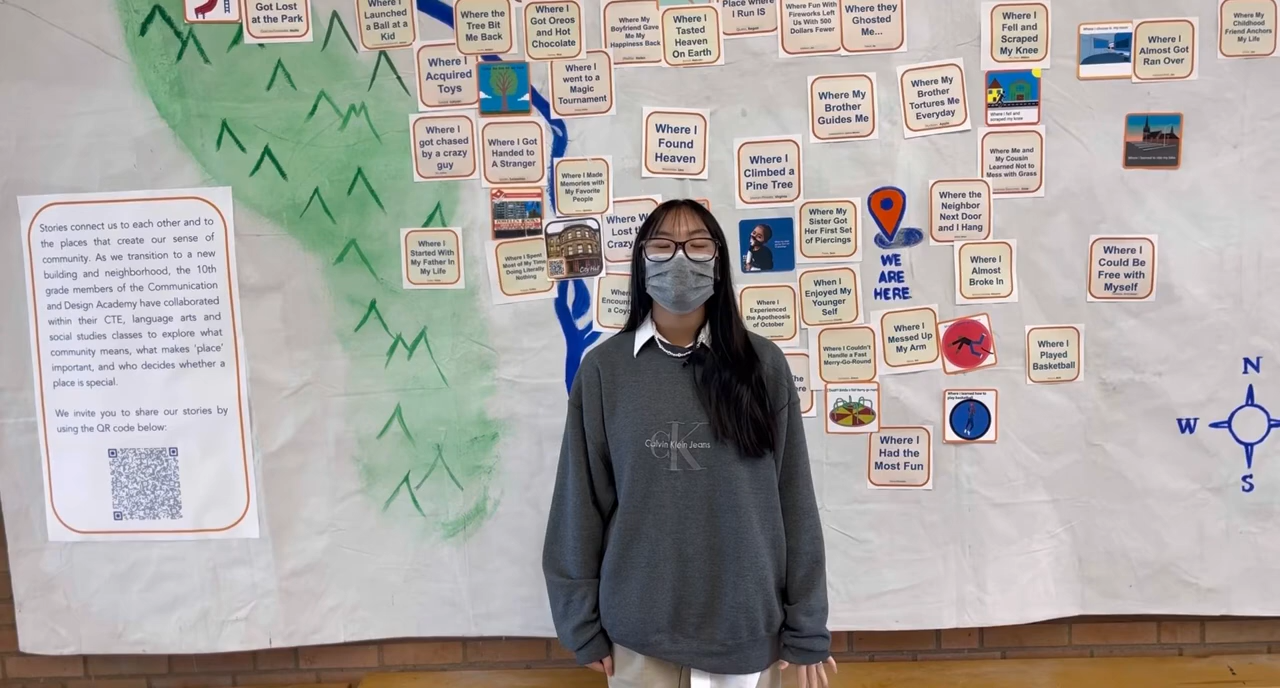 Got Lost
at the Park
Where I
Launched
a Ball at a
Kid
Where the
Tree Bit
Me Back
Where I
Got Oreos
and Hot
Chocolate
Where My
Boyfriend Gave
Me My
Happiness Back
Where I
Tasted
Heaven
On Earth
Place where
I Run IS
Where Fun With
Fireworks Left
Us With 500
Dollars Fewer
Where they
Ghosted
Me...
Where I
Fell and
Scraped
My Knee
Where I
Almost Got
Ran Over
Where My
Childhood
Friend Anchors
My Life
Where I
Acquired
Toys
Where I
went to a
Magic
Tournament
Where My
Brother
Guides Me
Where My
Brother
Tortures Me
Everyday
Where I fell and
scraped my knee
Where I
got chased
by a crazy
guy
Where I Got
Handed to
A Stranger
Where I
Found
Heaven
Where I
Climbed a
Pine Tree
Where Me and
My Cousin
Learned Not to
Mess with Grass
Where I Made
Memories with
My Favorite
People
Where My
Sister Got
Her First Set
of Piercings
Where the
Neighbor
Next Door
and I Hang
WE
ARE
HERE
Where I
Started With
My Father In
My Life
Where I Spent
Most of My Time
Doing Literally
Nothing
City Hall
Where
Lost
Crazy
Where
Encount
a Coyo
Where I
Experienced
the Apotheosis
of October
When I
Enjoyed My
Younger
Self
Where I
Almost
Broke In
Where I
Could Be
Free with
Myself
Where I Couldn't
Handle a Fast
Merry-Go-Round
Where I
Messed Up
My Arm
Where I
Played
Basketball
Where I
Had the
Most Fun
Stories connect us to each other and to
the places that create our sense of
community. As we transition to a new
building and neighborhood, the 10th
grade members of the Communication
and Design Academy have collaborated
within their CTE, language arts and
social studies classes to explore what
community means, what makes 'place'
important, and who decides whether a
place is special.
We invite you to share our stories by
using the QR code below:
CK
Calvin Klein Jeans
N
W
S